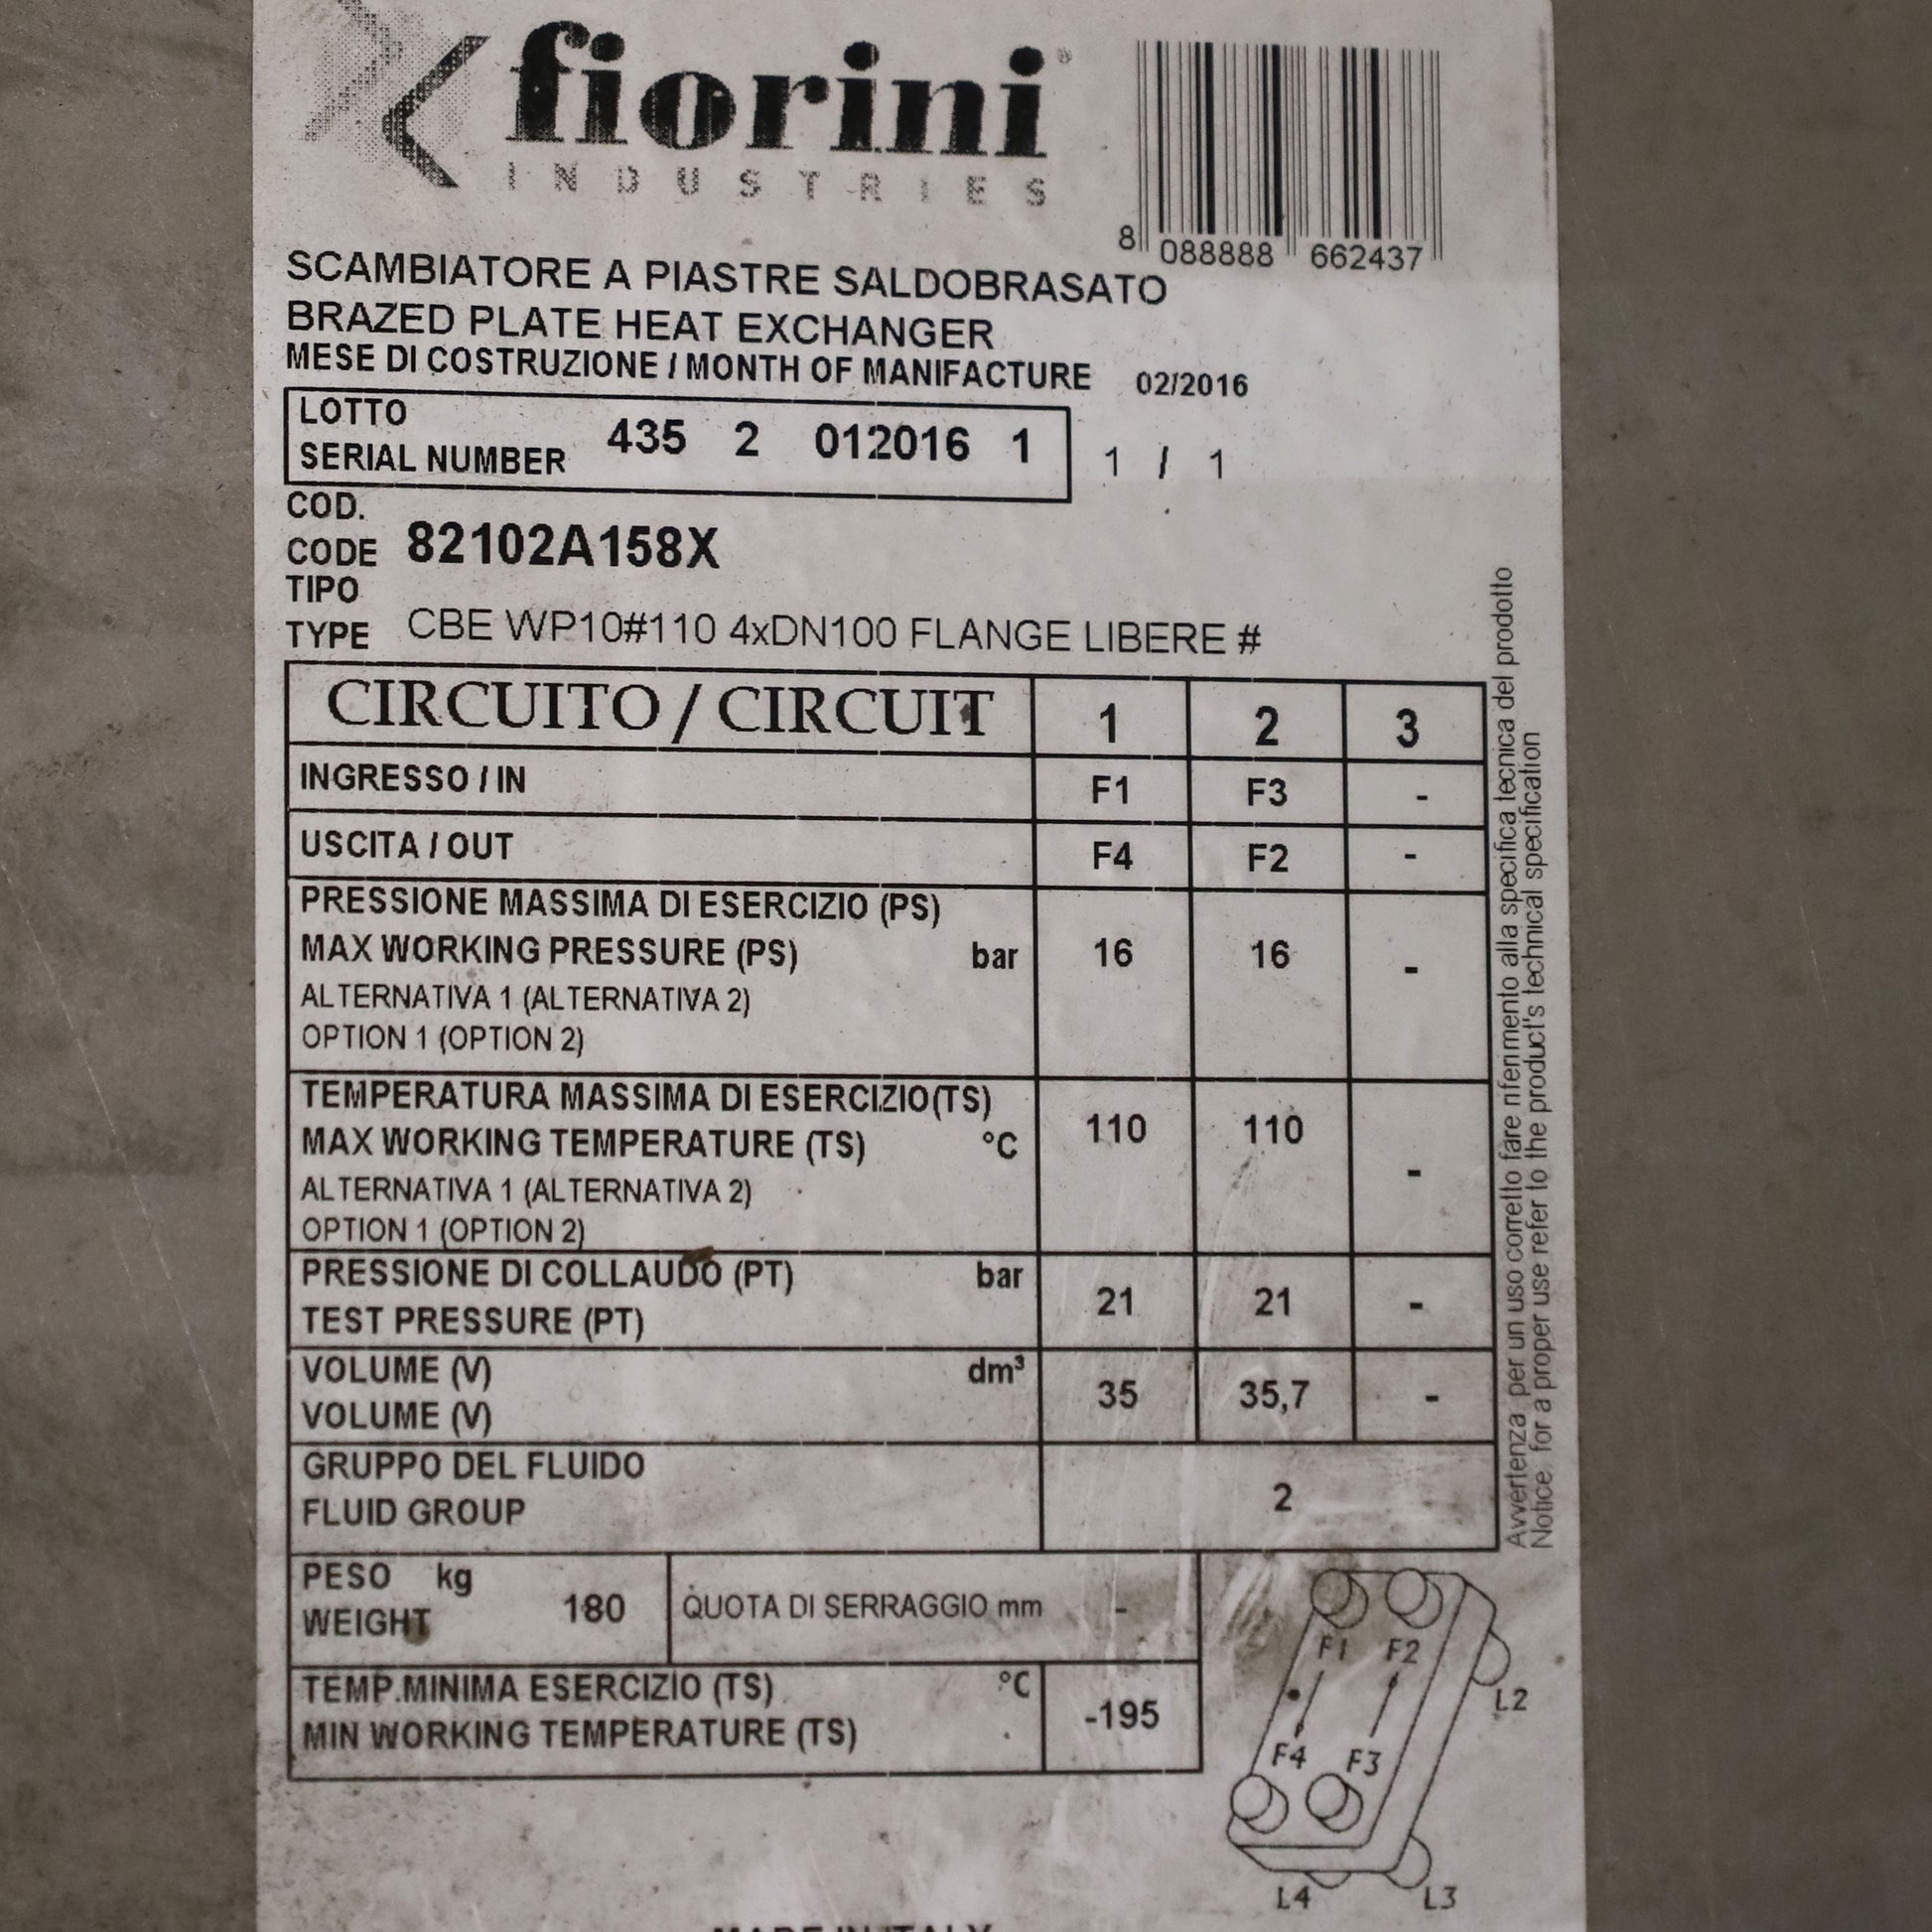 fiorini®
INDUSTRIES
8 088888 662437
SCAMBIATORE A PIASTRE SALDOBRASATO
BRAZED PLATE HEAT EXCHANGER
MESE DI COSTRUZIONE / MONTH OF MANIFACTURE 02/2016
LOTTO
SERIAL NUMBER 435 2 012016 1 1 / 1
COD.
CODE 82102A158X
TIPO
TYPE CBE WP10#110 4xDN100 FLANGE LIBERE #
CIRCUITO / CIRCUIT 1 2 3
INGRESSO / IN F1 F3 -
USCITA / OUT F4 F2 -
PRESSIONE MASSIMA DI ESERCIZIO (PS)
MAX WORKING PRESSURE (PS) bar 16 16 -
ALTERNATIVA 1 (ALTERNATIVA 2)
OPTION 1 (OPTION 2)
TEMPERATURA MASSIMA DI ESERCIZIO(TS)
MAX WORKING TEMPERATURE (TS) °C 110 110 -
ALTERNATIVA 1 (ALTERNATIVA 2)
OPTION 1 (OPTION 2)
PRESSIONE DI COLLAUDO (PT) bar
TEST PRESSURE (PT) 21 21 -
VOLUME (V) dm³
VOLUME (V) 35 35,7 -
GRUPPO DEL FLUIDO
FLUID GROUP 2
PESO kg
WEIGHT 180 QUOTA DI SERRAGGIO mm -
TEMP.MINIMA ESERCIZIO (TS) °C
MIN WORKING TEMPERATURE (TS) -195
Avvertenza per un uso corretto fare riferimento alla specifica tecnica del prodotto
Notice for a proper use refer to the product's technical specification
F1 F2
L2
F4 F3
L4 L3
MADE IN ITALY